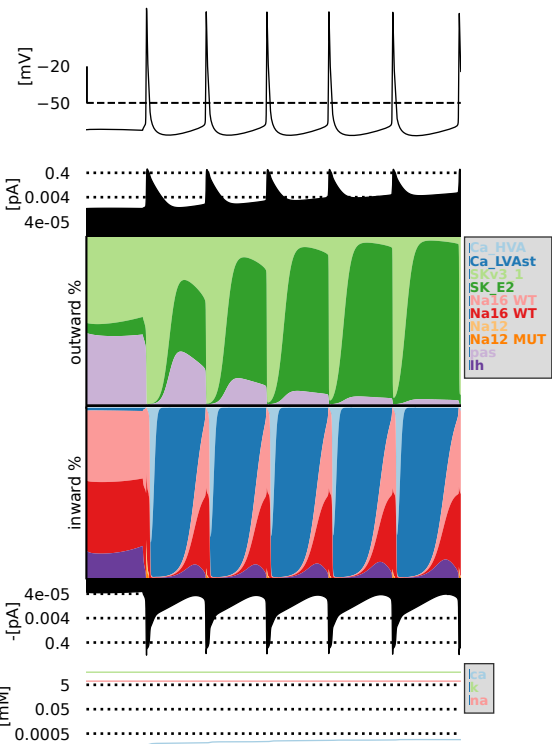 [mV]
−20
−50
[pA]
0.4
0.004
4e-05
outward %
Ca_HVA
Ca_LVAst
SKv3_1
SK_E2
Na16 WT
Na16 WT
Na12
Na12 MUT
pas
Ih
inward %
-[pA]
4e-05
0.004
0.4
[mM]
5
0.05
0.0005
ca
k
na